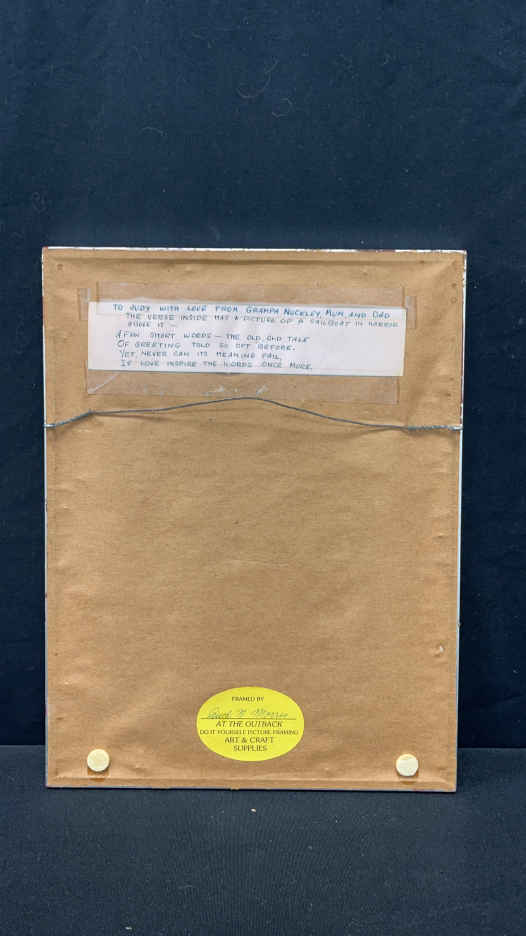 TO JUDY WITH LOVE FROM GRAMPA NUCKLEY, MUM, AND DAD
THE VERSE INSIDE HAS A PICTURE OF A SAILBOAT IN HARBOR
ABOVE IT —
A FEW SHORT WORDS — THE OLD, OLD TALE
OF GREETING TOLD SO OFT BEFORE.
YET, NEVER CAN ITS MEANING FAIL,
IF LOVE INSPIRE THE WORDS ONCE MORE.
FRAMED BY
AT THE OUTBACK
DO IT YOURSELF PICTURE FRAMING
ART & CRAFT
SUPPLIES